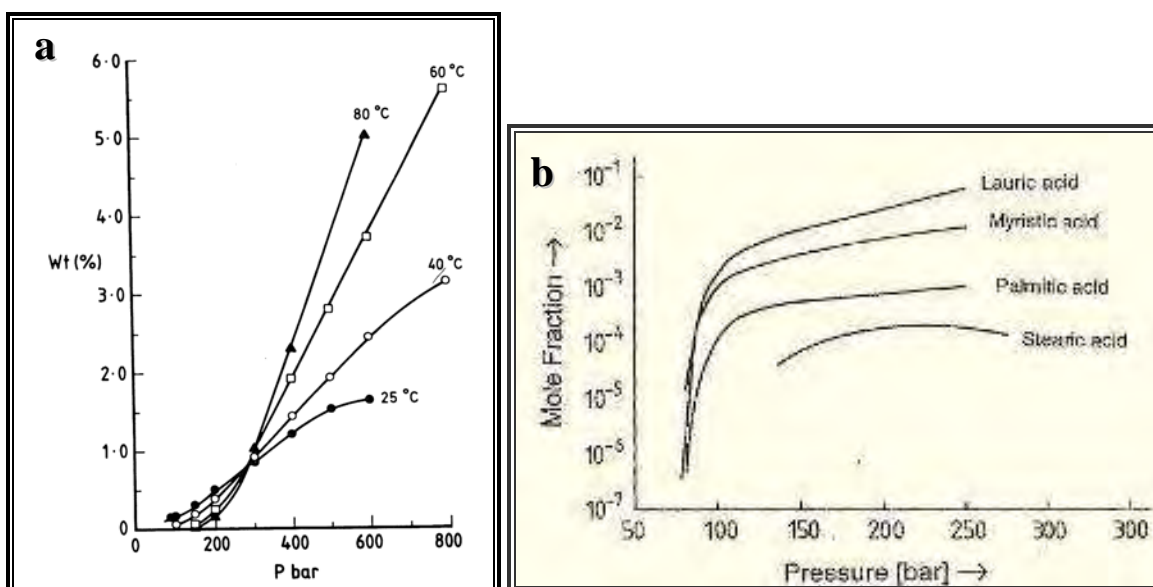 a
6·0
5·0
4·0
Wt (%)
3·0
2·0
1·0
0
80 °C
60 °C
40 °C
25 °C
0
200
400
600
800
P bar
b
10⁻¹
10⁻²
10⁻³
10⁻⁴
10⁻⁵
10⁻⁶
10⁻⁷
Mole Fraction →
Lauric acid
Myristic acid
Palmitic acid
Stearic acid
50
100
150
200
250
300
300
Pressure [bar] →